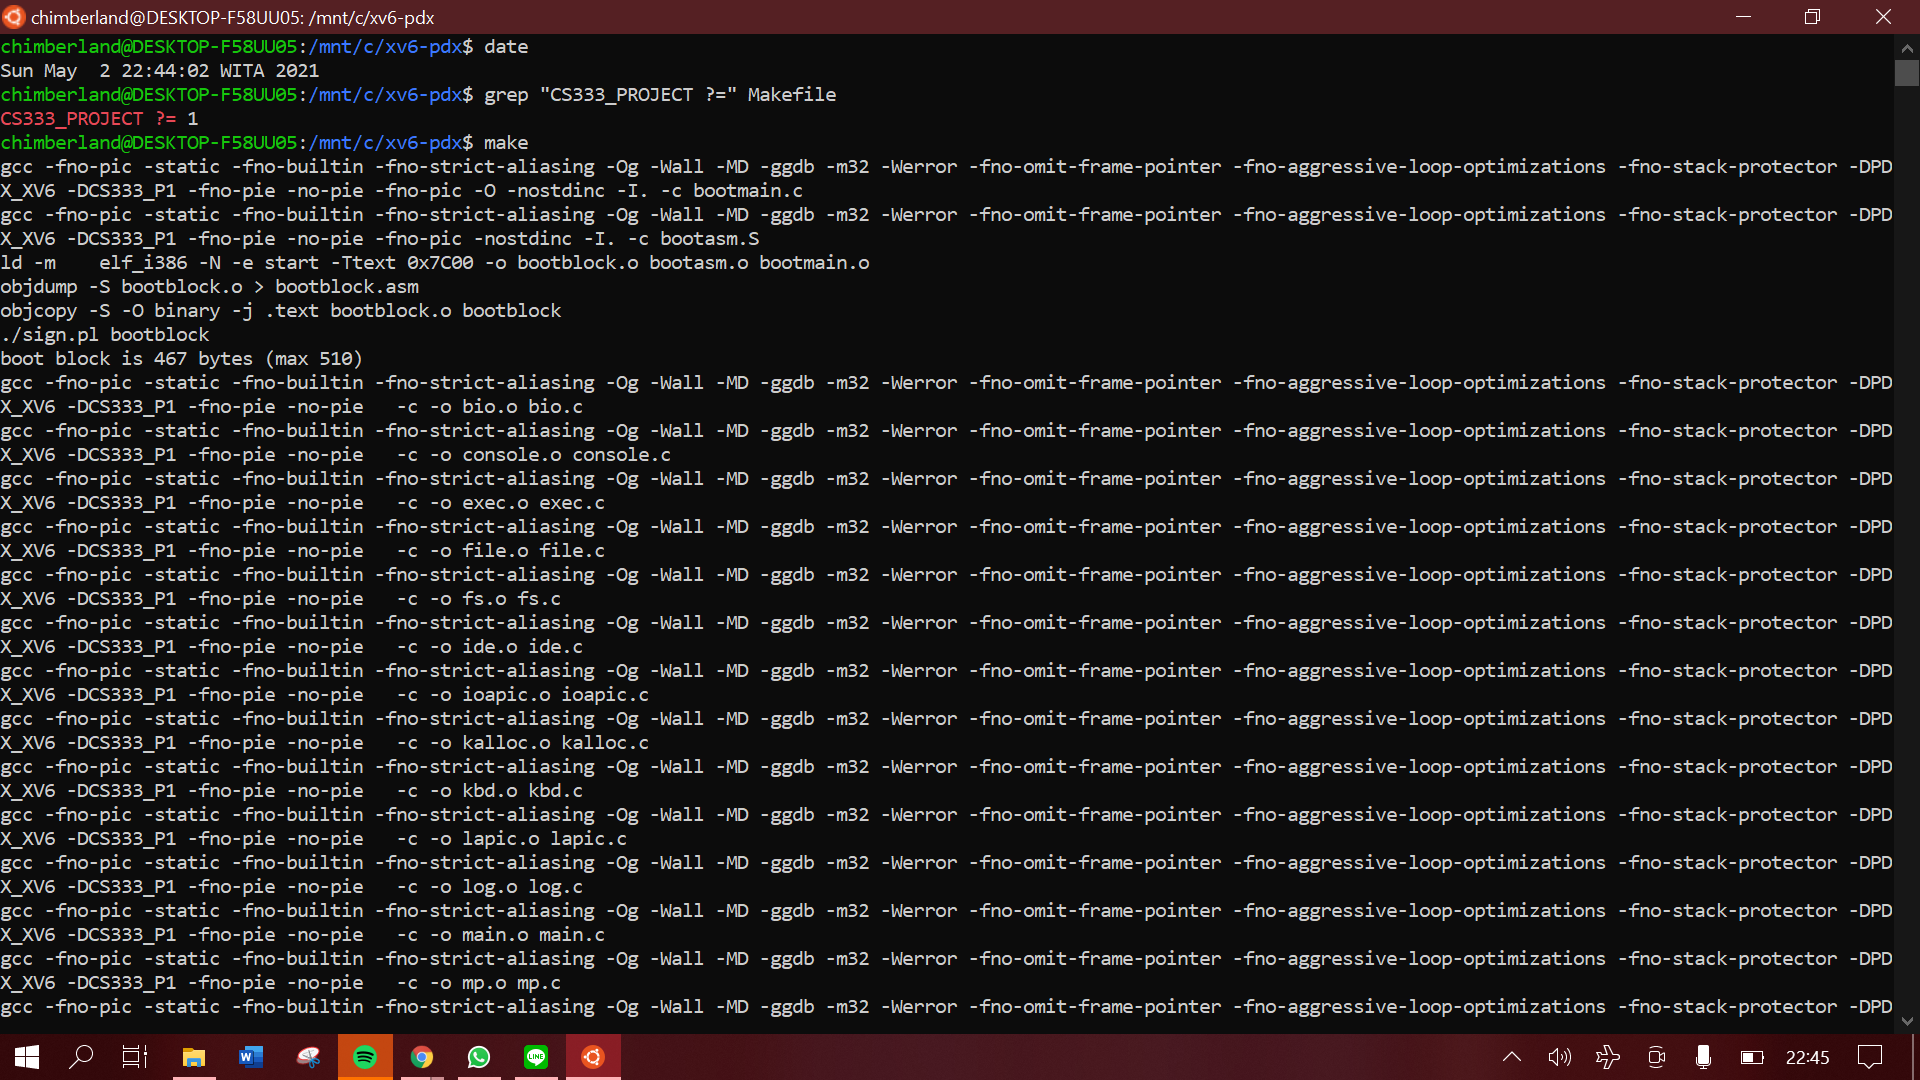 chimberland@DESKTOP-F58UU05: /mnt/c/xv6-pdx
chimberland@DESKTOP-F58UU05:/mnt/c/xv6-pdx$ date
Sun May  2 22:44:02 WITA 2021
chimberland@DESKTOP-F58UU05:/mnt/c/xv6-pdx$ grep "CS333_PROJECT ?=" Makefile
CS333_PROJECT ?= 1
chimberland@DESKTOP-F58UU05:/mnt/c/xv6-pdx$ make
gcc -fno-pic -static -fno-builtin -fno-strict-aliasing -Og -Wall -MD -ggdb -m32 -Werror -fno-omit-frame-pointer -fno-aggressive-loop-optimizations -fno-stack-protector -DPD
X_XV6 -DCS333_P1 -fno-pie -no-pie -fno-pic -O -nostdinc -I. -c bootmain.c
gcc -fno-pic -static -fno-builtin -fno-strict-aliasing -Og -Wall -MD -ggdb -m32 -Werror -fno-omit-frame-pointer -fno-aggressive-loop-optimizations -fno-stack-protector -DPD
X_XV6 -DCS333_P1 -fno-pie -no-pie -fno-pic -nostdinc -I. -c bootasm.S
ld -m    elf_i386 -N -e start -Ttext 0x7C00 -o bootblock.o bootasm.o bootmain.o
objdump -S bootblock.o > bootblock.asm
objcopy -S -O binary -j .text bootblock.o bootblock
./sign.pl bootblock
boot block is 467 bytes (max 510)
gcc -fno-pic -static -fno-builtin -fno-strict-aliasing -Og -Wall -MD -ggdb -m32 -Werror -fno-omit-frame-pointer -fno-aggressive-loop-optimizations -fno-stack-protector -DPD
X_XV6 -DCS333_P1 -fno-pie -no-pie   -c -o bio.o bio.c
gcc -fno-pic -static -fno-builtin -fno-strict-aliasing -Og -Wall -MD -ggdb -m32 -Werror -fno-omit-frame-pointer -fno-aggressive-loop-optimizations -fno-stack-protector -DPD
X_XV6 -DCS333_P1 -fno-pie -no-pie   -c -o console.o console.c
gcc -fno-pic -static -fno-builtin -fno-strict-aliasing -Og -Wall -MD -ggdb -m32 -Werror -fno-omit-frame-pointer -fno-aggressive-loop-optimizations -fno-stack-protector -DPD
X_XV6 -DCS333_P1 -fno-pie -no-pie   -c -o exec.o exec.c
gcc -fno-pic -static -fno-builtin -fno-strict-aliasing -Og -Wall -MD -ggdb -m32 -Werror -fno-omit-frame-pointer -fno-aggressive-loop-optimizations -fno-stack-protector -DPD
X_XV6 -DCS333_P1 -fno-pie -no-pie   -c -o file.o file.c
gcc -fno-pic -static -fno-builtin -fno-strict-aliasing -Og -Wall -MD -ggdb -m32 -Werror -fno-omit-frame-pointer -fno-aggressive-loop-optimizations -fno-stack-protector -DPD
X_XV6 -DCS333_P1 -fno-pie -no-pie   -c -o fs.o fs.c
gcc -fno-pic -static -fno-builtin -fno-strict-aliasing -Og -Wall -MD -ggdb -m32 -Werror -fno-omit-frame-pointer -fno-aggressive-loop-optimizations -fno-stack-protector -DPD
X_XV6 -DCS333_P1 -fno-pie -no-pie   -c -o ide.o ide.c
gcc -fno-pic -static -fno-builtin -fno-strict-aliasing -Og -Wall -MD -ggdb -m32 -Werror -fno-omit-frame-pointer -fno-aggressive-loop-optimizations -fno-stack-protector -DPD
X_XV6 -DCS333_P1 -fno-pie -no-pie   -c -o ioapic.o ioapic.c
gcc -fno-pic -static -fno-builtin -fno-strict-aliasing -Og -Wall -MD -ggdb -m32 -Werror -fno-omit-frame-pointer -fno-aggressive-loop-optimizations -fno-stack-protector -DPD
X_XV6 -DCS333_P1 -fno-pie -no-pie   -c -o kalloc.o kalloc.c
gcc -fno-pic -static -fno-builtin -fno-strict-aliasing -Og -Wall -MD -ggdb -m32 -Werror -fno-omit-frame-pointer -fno-aggressive-loop-optimizations -fno-stack-protector -DPD
X_XV6 -DCS333_P1 -fno-pie -no-pie   -c -o kbd.o kbd.c
gcc -fno-pic -static -fno-builtin -fno-strict-aliasing -Og -Wall -MD -ggdb -m32 -Werror -fno-omit-frame-pointer -fno-aggressive-loop-optimizations -fno-stack-protector -DPD
X_XV6 -DCS333_P1 -fno-pie -no-pie   -c -o lapic.o lapic.c
gcc -fno-pic -static -fno-builtin -fno-strict-aliasing -Og -Wall -MD -ggdb -m32 -Werror -fno-omit-frame-pointer -fno-aggressive-loop-optimizations -fno-stack-protector -DPD
X_XV6 -DCS333_P1 -fno-pie -no-pie   -c -o log.o log.c
gcc -fno-pic -static -fno-builtin -fno-strict-aliasing -Og -Wall -MD -ggdb -m32 -Werror -fno-omit-frame-pointer -fno-aggressive-loop-optimizations -fno-stack-protector -DPD
X_XV6 -DCS333_P1 -fno-pie -no-pie   -c -o main.o main.c
gcc -fno-pic -static -fno-builtin -fno-strict-aliasing -Og -Wall -MD -ggdb -m32 -Werror -fno-omit-frame-pointer -fno-aggressive-loop-optimizations -fno-stack-protector -DPD
X_XV6 -DCS333_P1 -fno-pie -no-pie   -c -o mp.o mp.c
gcc -fno-pic -static -fno-builtin -fno-strict-aliasing -Og -Wall -MD -ggdb -m32 -Werror -fno-omit-frame-pointer -fno-aggressive-loop-optimizations -fno-stack-protector -DPD
W
LINE
22:45